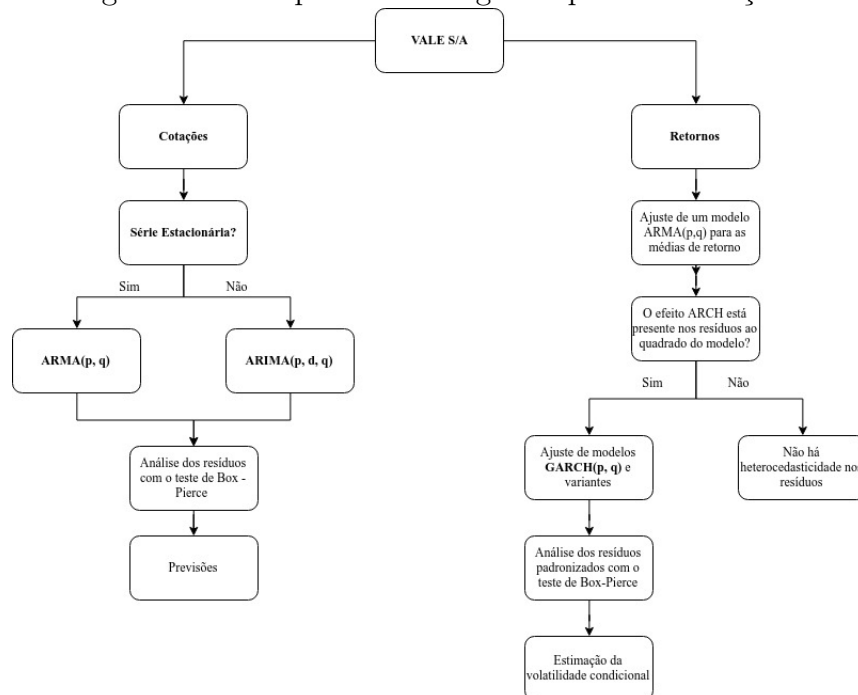 VALE S/A
Cotações
Retornos
Série Estacionária?
Ajuste de um modelo
ARMA(p,q) para as
médias de retorno
Sim
Não
O efeito ARCH está
presente nos resíduos ao
quadrado do modelo?
ARMA(p, q)
ARIMA(p, d, q)
Sim
Não
Análise dos resíduos
com o teste de Box -
Pierce
Ajuste de modelos
GARCH(p, q) e
variantes
Não há
heterocedasticidade nos
resíduos
Previsões
Análise dos resíduos
padronizados com o
teste de Box-Pierce
Estimação da
volatilidade condicional